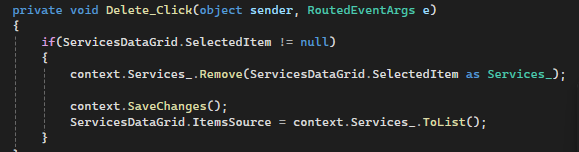 private void Delete_Click(object sender, RoutedEventArgs e)
{
    if(ServicesDataGrid.SelectedItem != null)
    {
        context.Services_.Remove(ServicesDataGrid.SelectedItem as Services_);

        context.SaveChanges();
        ServicesDataGrid.ItemsSource = context.Services_.ToList();
    }
}